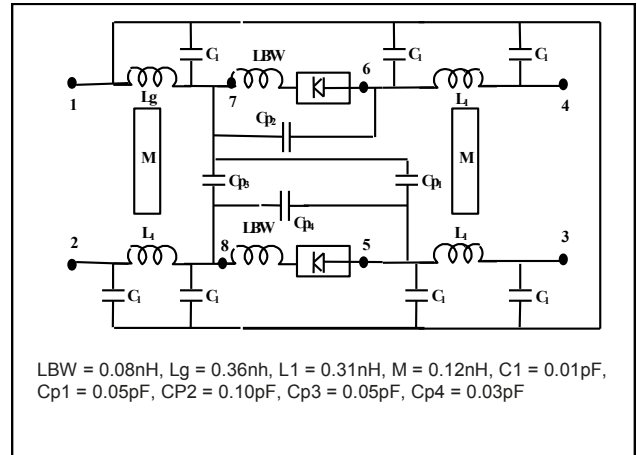 C₁ LBW 6 C₁ C₁
1 Lg 7 L₁ 4
Cp₂
M Cp₃ Cp₁ M
Cp₄
2 L₁ 8 LBW 5 L₁ 3
C₁ C₁ C₁ C₁
LBW = 0.08nH, Lg = 0.36nh, L1 = 0.31nH, M = 0.12nH, C1 = 0.01pF,
Cp1 = 0.05pF, CP2 = 0.10pF, Cp3 = 0.05pF, Cp4 = 0.03pF